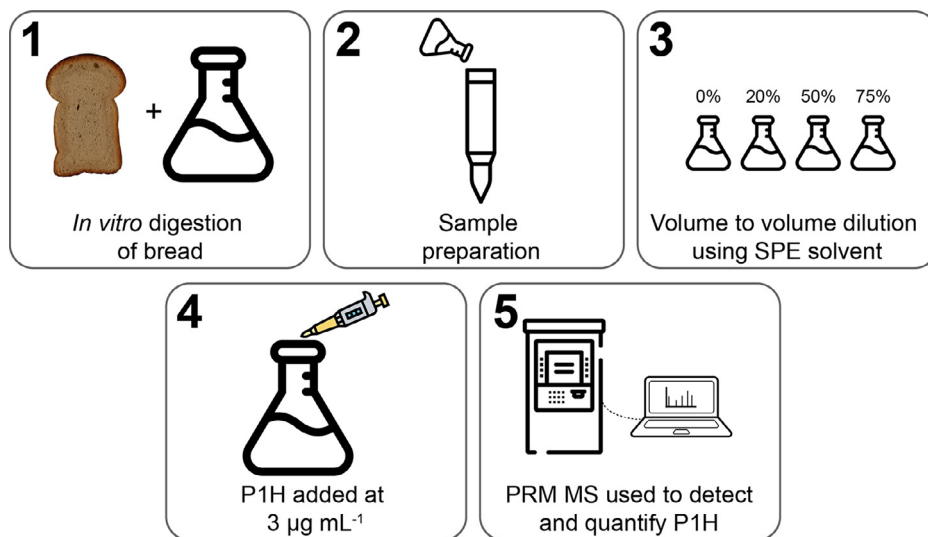 1
+
In vitro digestion
of bread
2
Sample
preparation
3
0% 20% 50% 75%
Volume to volume dilution
using SPE solvent
4
P1H added at
3 µg mL⁻¹
5
PRM MS used to detect
and quantify P1H